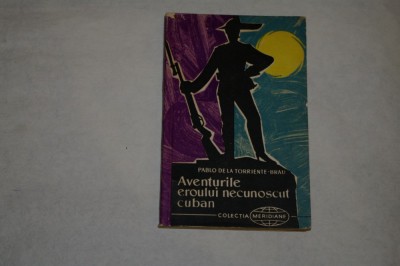 PABLO DE LA TORRIENTE-BRAU
Aventurile
eroului necunoscut
cuban
COLECȚIA MERIDIANE